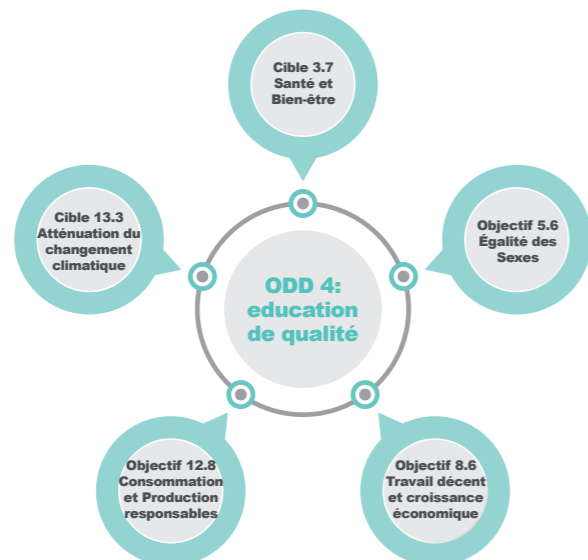 Cible 3.7
Santé et
Bien-être
Cible 13.3
Atténuation du
changement
climatique
Objectif 5.6
Égalité des
Sexes
ODD 4:
education
de qualité
Objectif 12.8
Consommation
et Production
responsables
Objectif 8.6
Travail décent
et croissance
économique